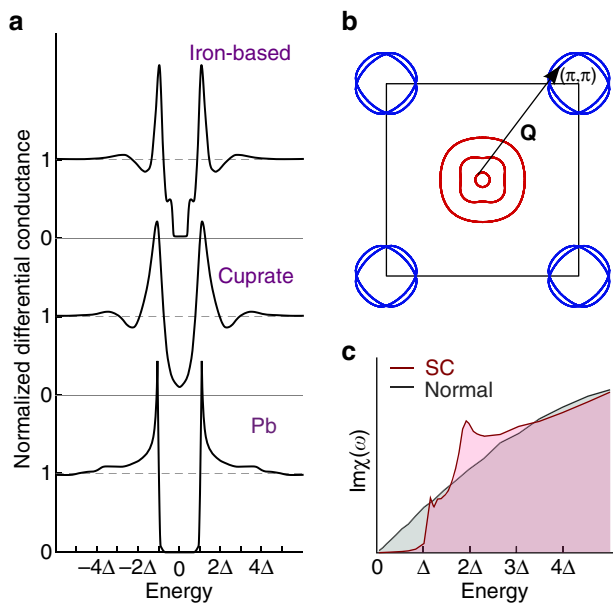 a
Iron-based
1
0
Cuprate
1
0
Pb
1
0
−4Δ −2Δ 0 2Δ 4Δ
Energy
Normalized differential conductance
b
(π,π)
Q
c
SC
Normal
Imχ(ω)
0 Δ 2Δ 3Δ 4Δ
Energy